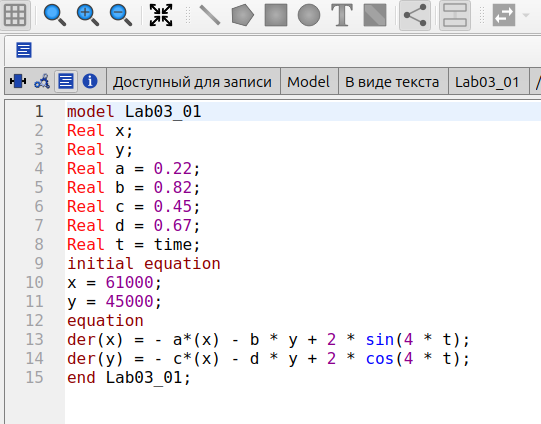 T
Доступный для записи Model В виде текста Lab03_01 /
1 model Lab03_01
2 Real x;
3 Real y;
4 Real a = 0.22;
5 Real b = 0.82;
6 Real c = 0.45;
7 Real d = 0.67;
8 Real t = time;
9 initial equation
10 x = 61000;
11 y = 45000;
12 equation
13 der(x) = - a*(x) - b * y + 2 * sin(4 * t);
14 der(y) = - c*(x) - d * y + 2 * cos(4 * t);
15 end Lab03_01;